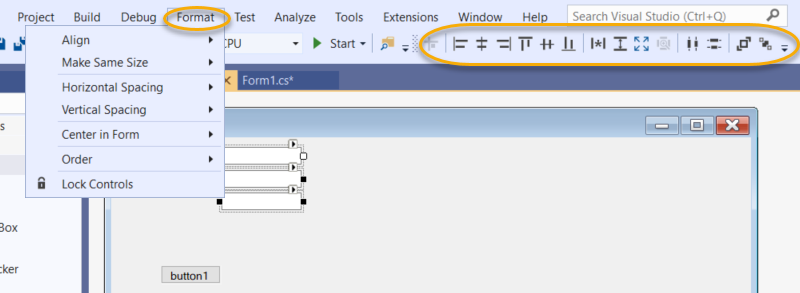 Project Build Debug Format Test Analyze Tools Extensions Window Help Search Visual Studio (Ctrl+Q)
CPU Start
Align
Make Same Size
Form1.cs*
Horizontal Spacing
Vertical Spacing
Center in Form
Order
Lock Controls
Box
cker
button1